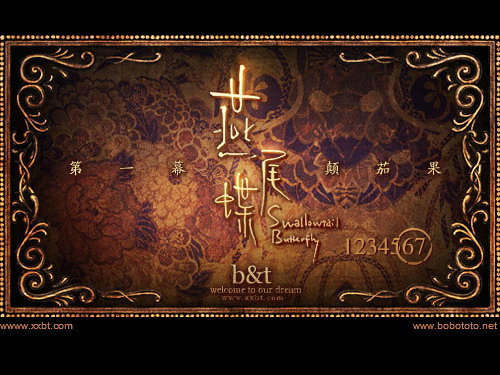 燕尾蝶
第一幕 顛茄果
Swallowtail
Butterfly
1234567
b&t
welcome to our dream
www.xxbt.com
www.xxbt.com www.bobototo.net